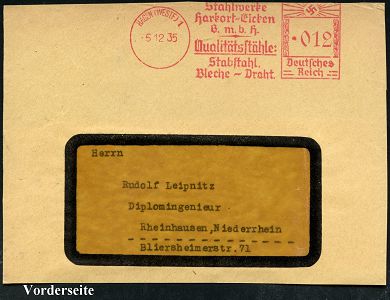 HAGEN (WESTF) 1
-5 12 35
Stahlwerke
Harkort-Eicken
G.m.b.H.
Qualitätsstähle:
Stabstahl,
Bleche ~ Draht.
012
Deutsches
Reich
Herrn
Rudolf Leipnitz
Diplomingenieur
Rheinhausen,Niederrhein
Bliersheimerstr.71
Vorderseite